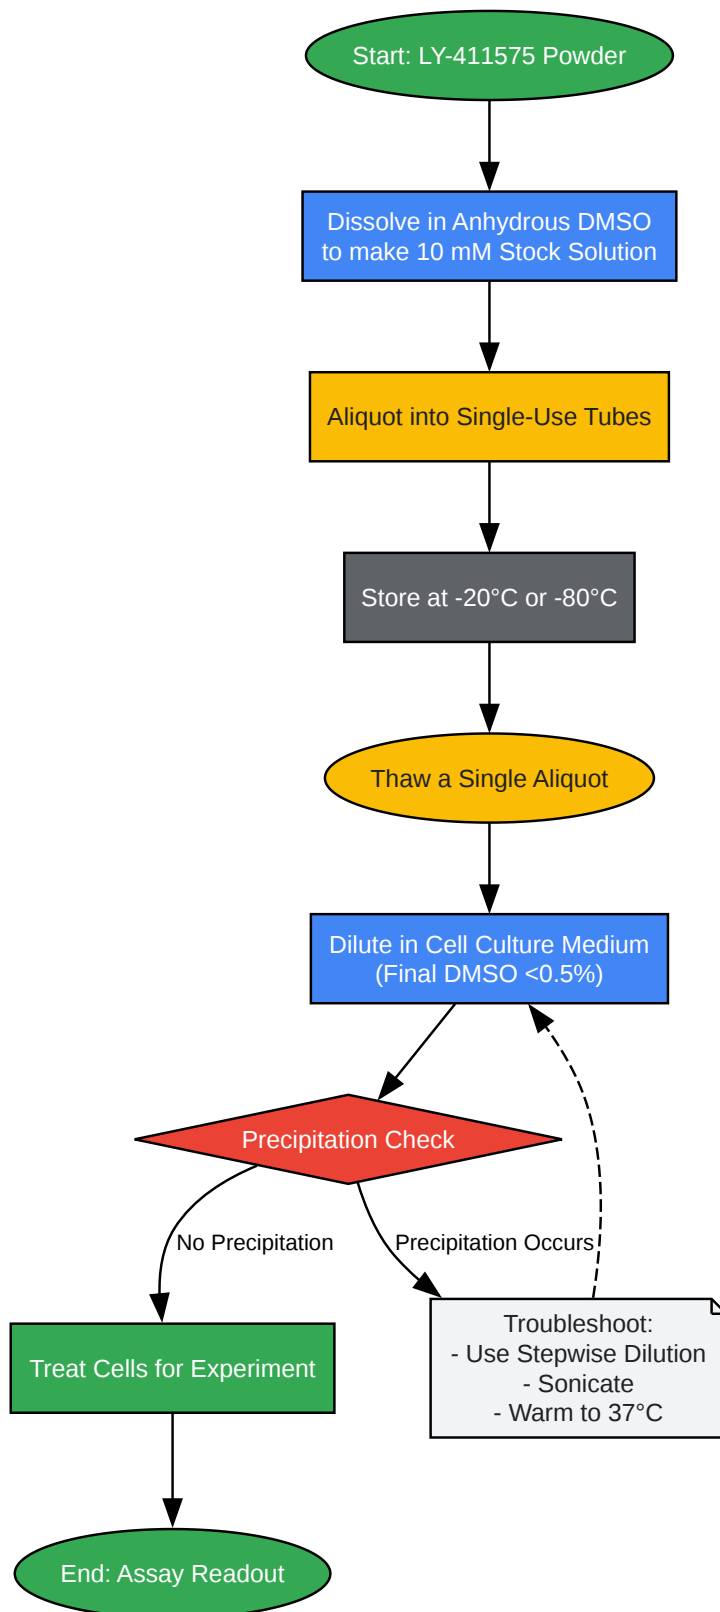 Start: LY-411575 Powder
Dissolve in Anhydrous DMSO
to make 10 mM Stock Solution
Aliquot into Single-Use Tubes
Store at -20°C or -80°C
Thaw a Single Aliquot
Dilute in Cell Culture Medium
(Final DMSO <0.5%)
Precipitation Check
No Precipitation
Precipitation Occurs
Troubleshoot:
- Use Stepwise Dilution
- Sonicate
- Warm to 37°C
Treat Cells for Experiment
End: Assay Readout